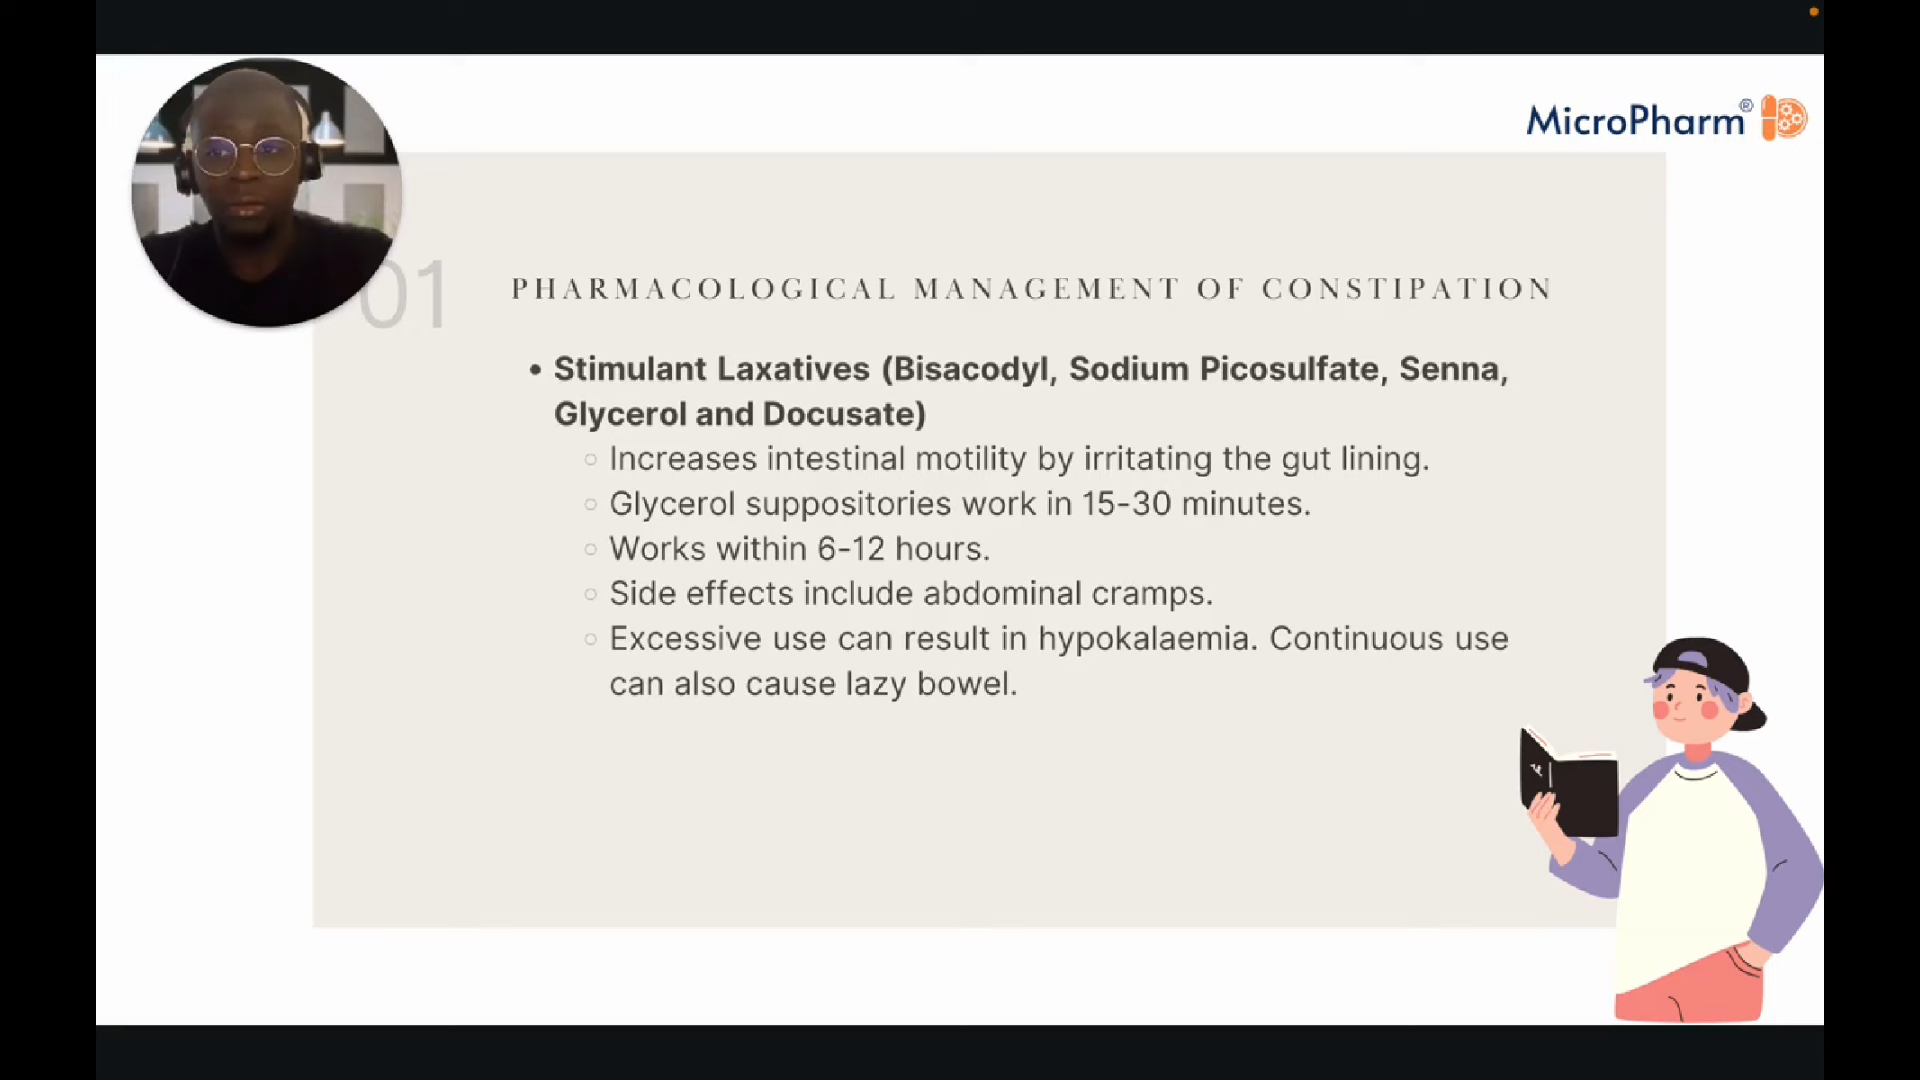 MicroPharm®
01
PHARMACOLOGICAL MANAGEMENT OF CONSTIPATION
• Stimulant Laxatives (Bisacodyl, Sodium Picosulfate, Senna,
Glycerol and Docusate)
○ Increases intestinal motility by irritating the gut lining.
○ Glycerol suppositories work in 15-30 minutes.
○ Works within 6-12 hours.
○ Side effects include abdominal cramps.
○ Excessive use can result in hypokalaemia. Continuous use
can also cause lazy bowel.